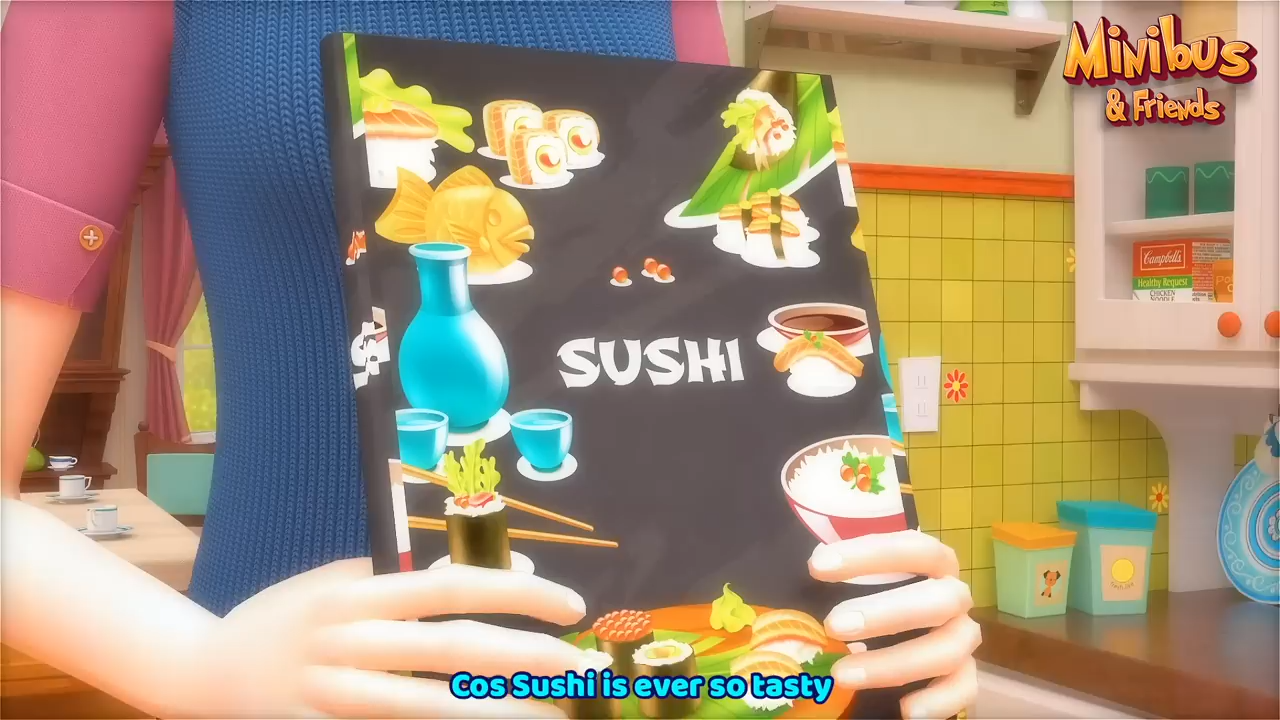 Minibus
& Friends
SUSHI
Campbell's
Healthy Request
CHICKEN
NOODLE
Cos Sushi is ever so tasty